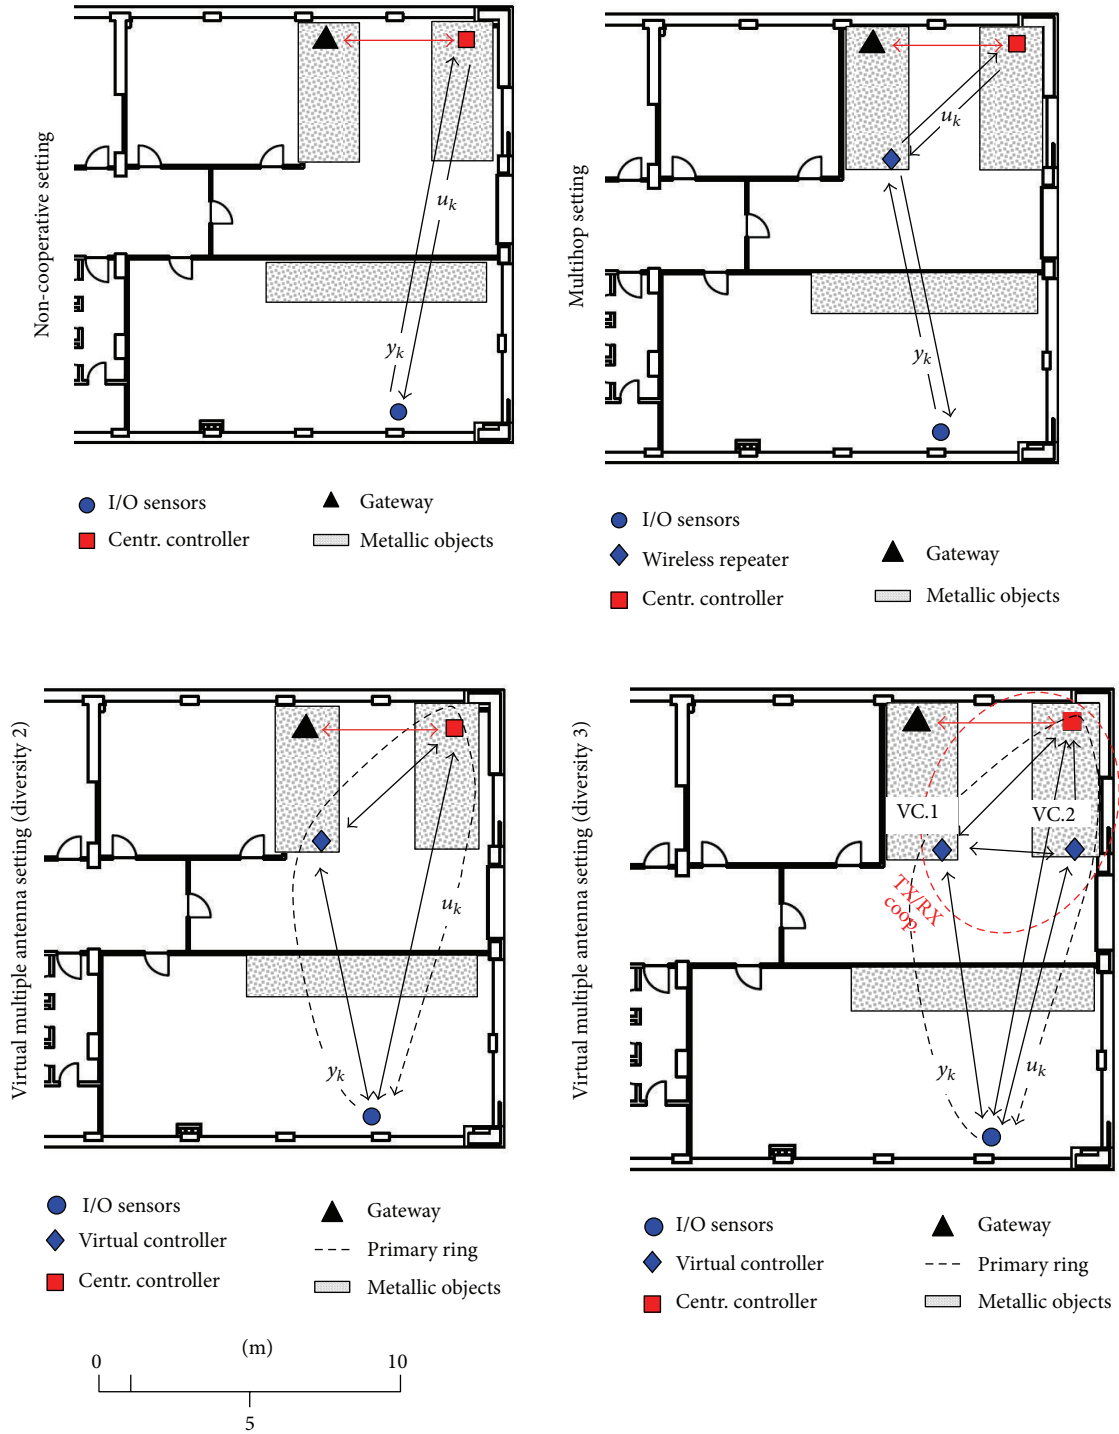 Non-cooperative setting
u_k
y_k
I/O sensors
Gateway
Centr. controller
Metallic objects
Multihop setting
u_k
y_k
I/O sensors
Wireless repeater
Gateway
Centr. controller
Metallic objects
Virtual multiple antenna setting (diversity 2)
u_k
y_k
I/O sensors
Gateway
Virtual controller
Primary ring
Centr. controller
Metallic objects
(m)
0
10
5
Virtual multiple antenna setting (diversity 3)
VC.1
VC.2
TX/RX
coop.
y_k
u_k
I/O sensors
Gateway
Virtual controller
Primary ring
Centr. controller
Metallic objects